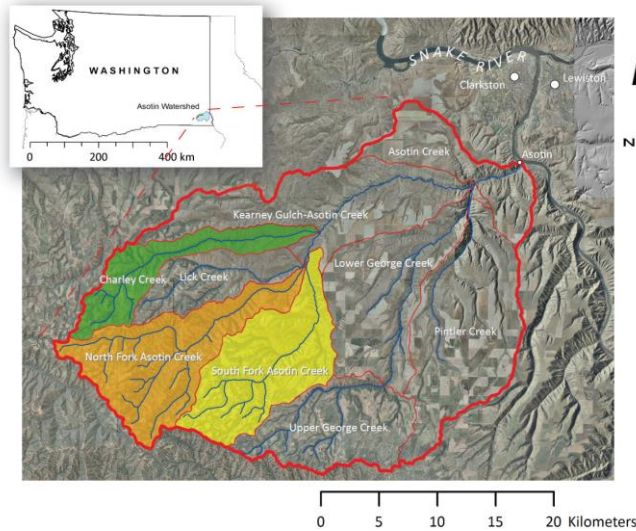 WASHINGTON
Asotin Watershed
0 200 400 km
SNAKE RIVER
Clarkston
Lewiston
Asotin
Asotin Creek
Kearney Gulch-Asotin Creek
Charley Creek
Lick Creek
Lower George Creek
North Fork Asotin Creek
South Fork Asotin Creek
Pintler Creek
Upper George Creek
N
0 5 10 15 20 Kilometers